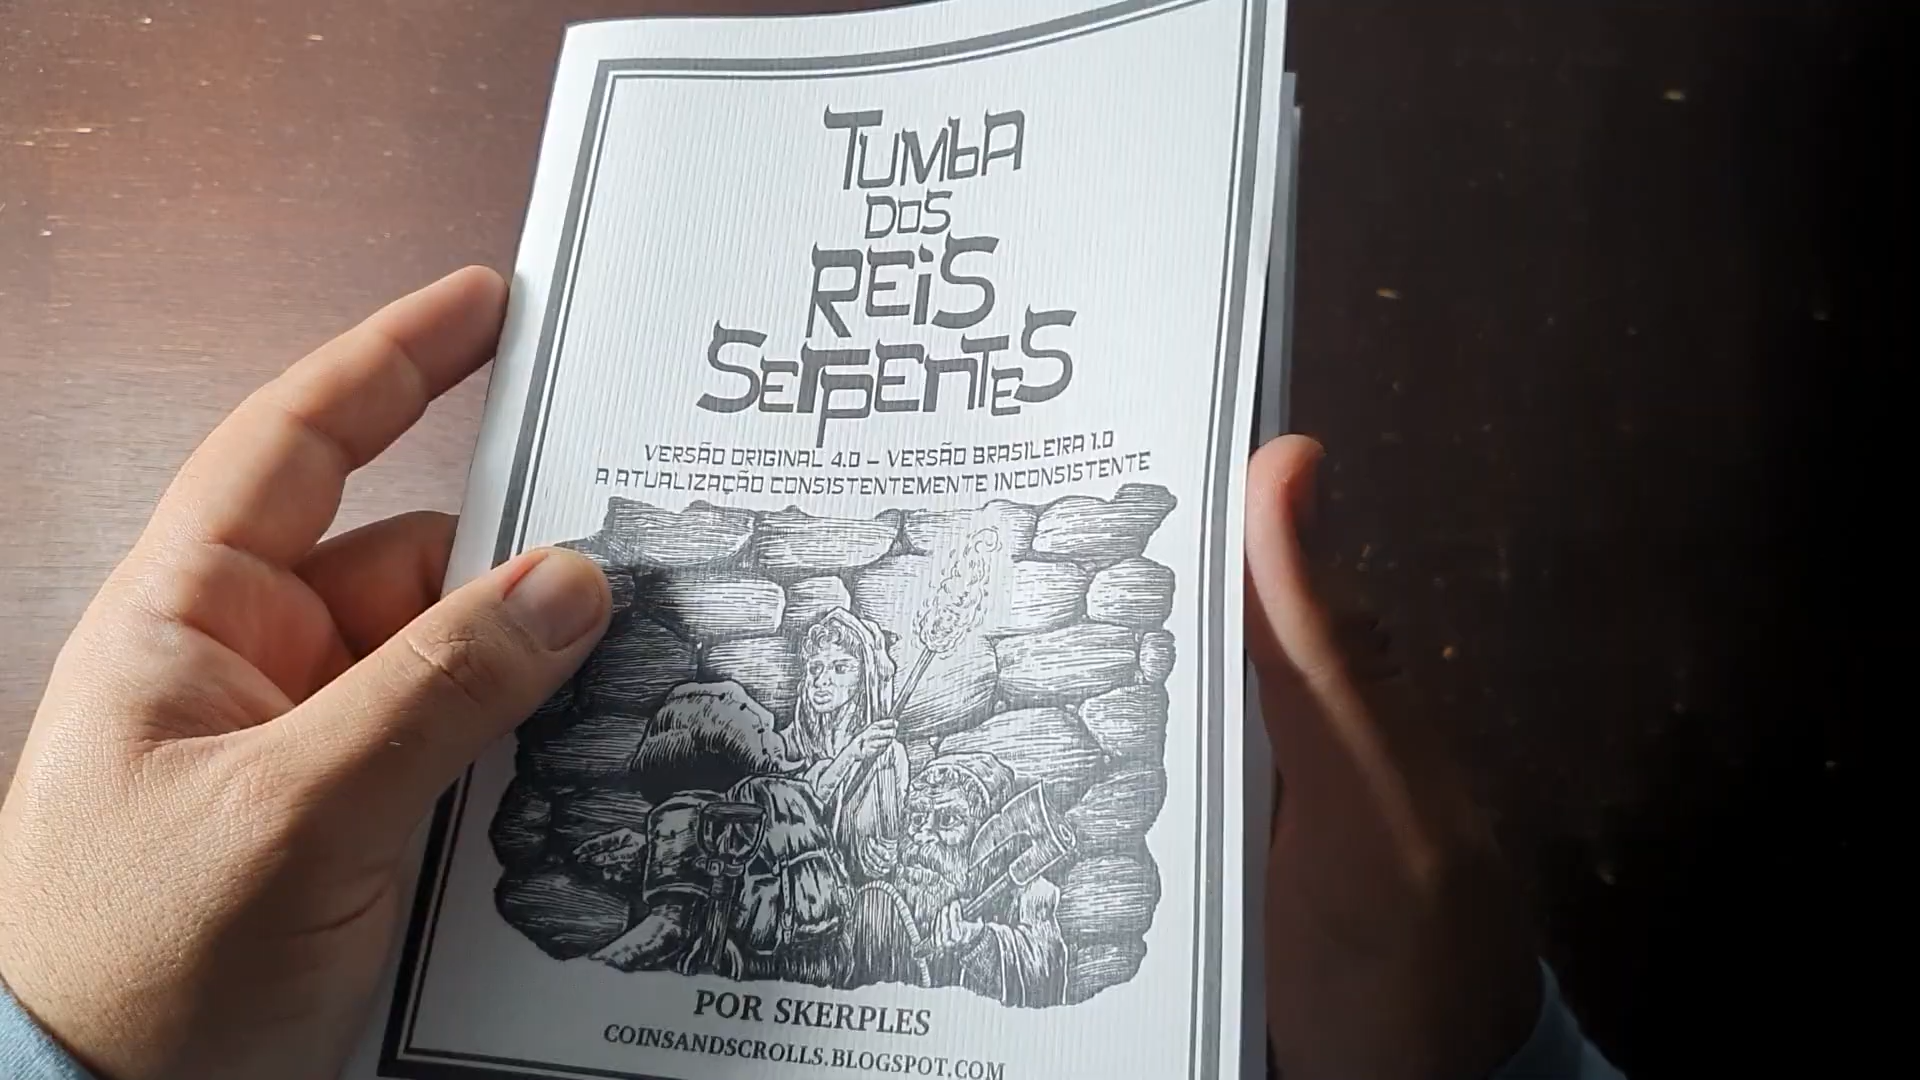 TUMbA
DOS
REiS
SerpEnTeS
VERSÃO ORIGINAL 4.0 – VERSÃO BRASILEIRA 1.0
A ATUALIZAÇÃO CONSISTENTEMENTE INCONSISTENTE
POR SKERPLES
COINSANDSCROLLS.BLOGSPOT.COM